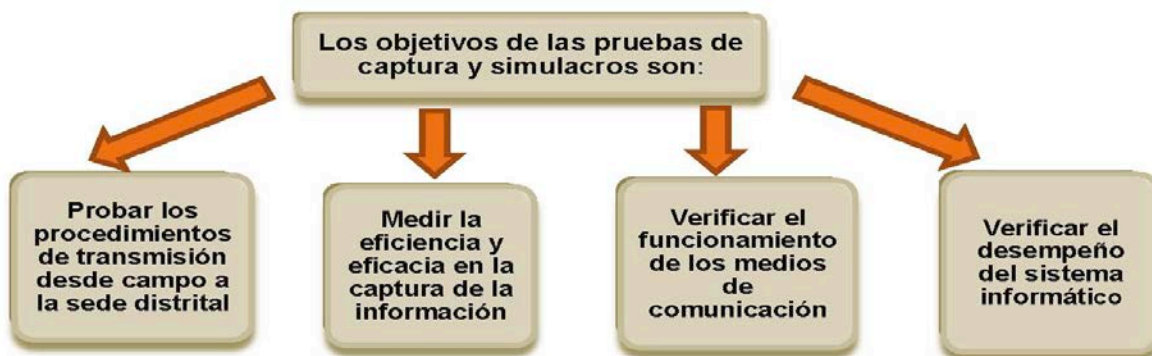 Los objetivos de las pruebas de
captura y simulacros son:
Probar los
procedimientos
de transmisión
desde campo a
la sede distrital
Medir la
eficiencia y
eficacia en la
captura de la
información
Verificar el
funcionamiento
de los medios
de
comunicación
Verificar el
desempeño
del sistema
informático